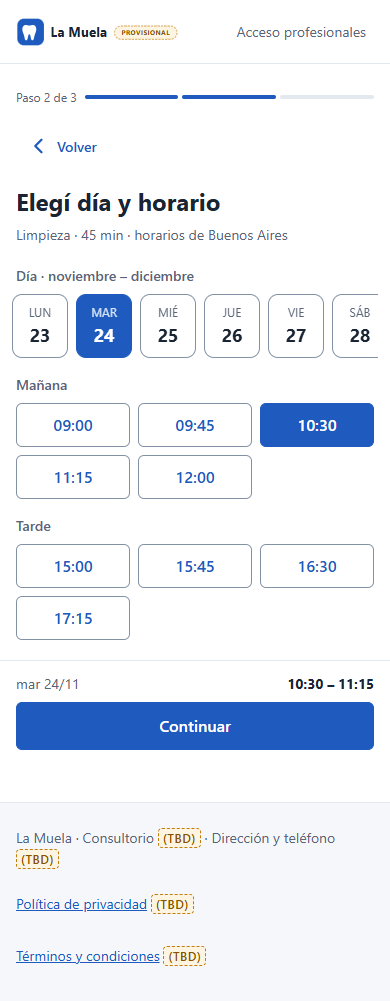 La Muela PROVISIONAL Acceso profesionales
Paso 2 de 3
Volver
Elegí día y horario
Limpieza · 45 min · horarios de Buenos Aires
Día · noviembre – diciembre
LUN MAR MIÉ JUE VIE SÁB
23 24 25 26 27 28
Mañana
09:00 09:45 10:30
11:15 12:00
Tarde
15:00 15:45 16:30
17:15
mar 24/11 10:30 – 11:15
Continuar
La Muela · Consultorio (TBD) · Dirección y teléfono
(TBD)
Política de privacidad (TBD)
Términos y condiciones (TBD)